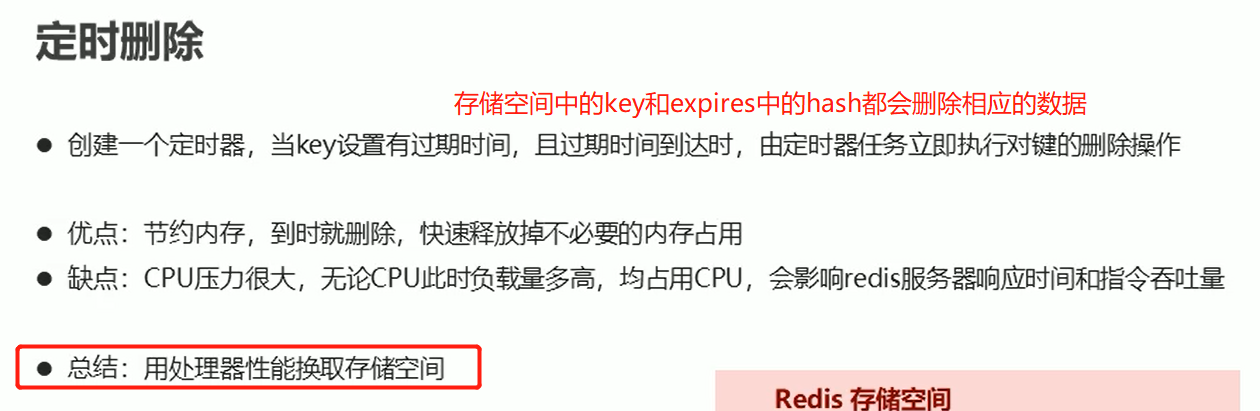 定时删除
存储空间中的key和expires中的hash都会删除相应的数据
● 创建一个定时器，当key设置有过期时间，且过期时间到达时，由定时器任务立即执行对键的删除操作
● 优点：节约内存，到时就删除，快速释放掉不必要的内存占用
● 缺点：CPU压力很大，无论CPU此时负载量多高，均占用CPU，会影响redis服务器响应时间和指令吞吐量
● 总结：用处理器性能换取存储空间
Redis 存储空间